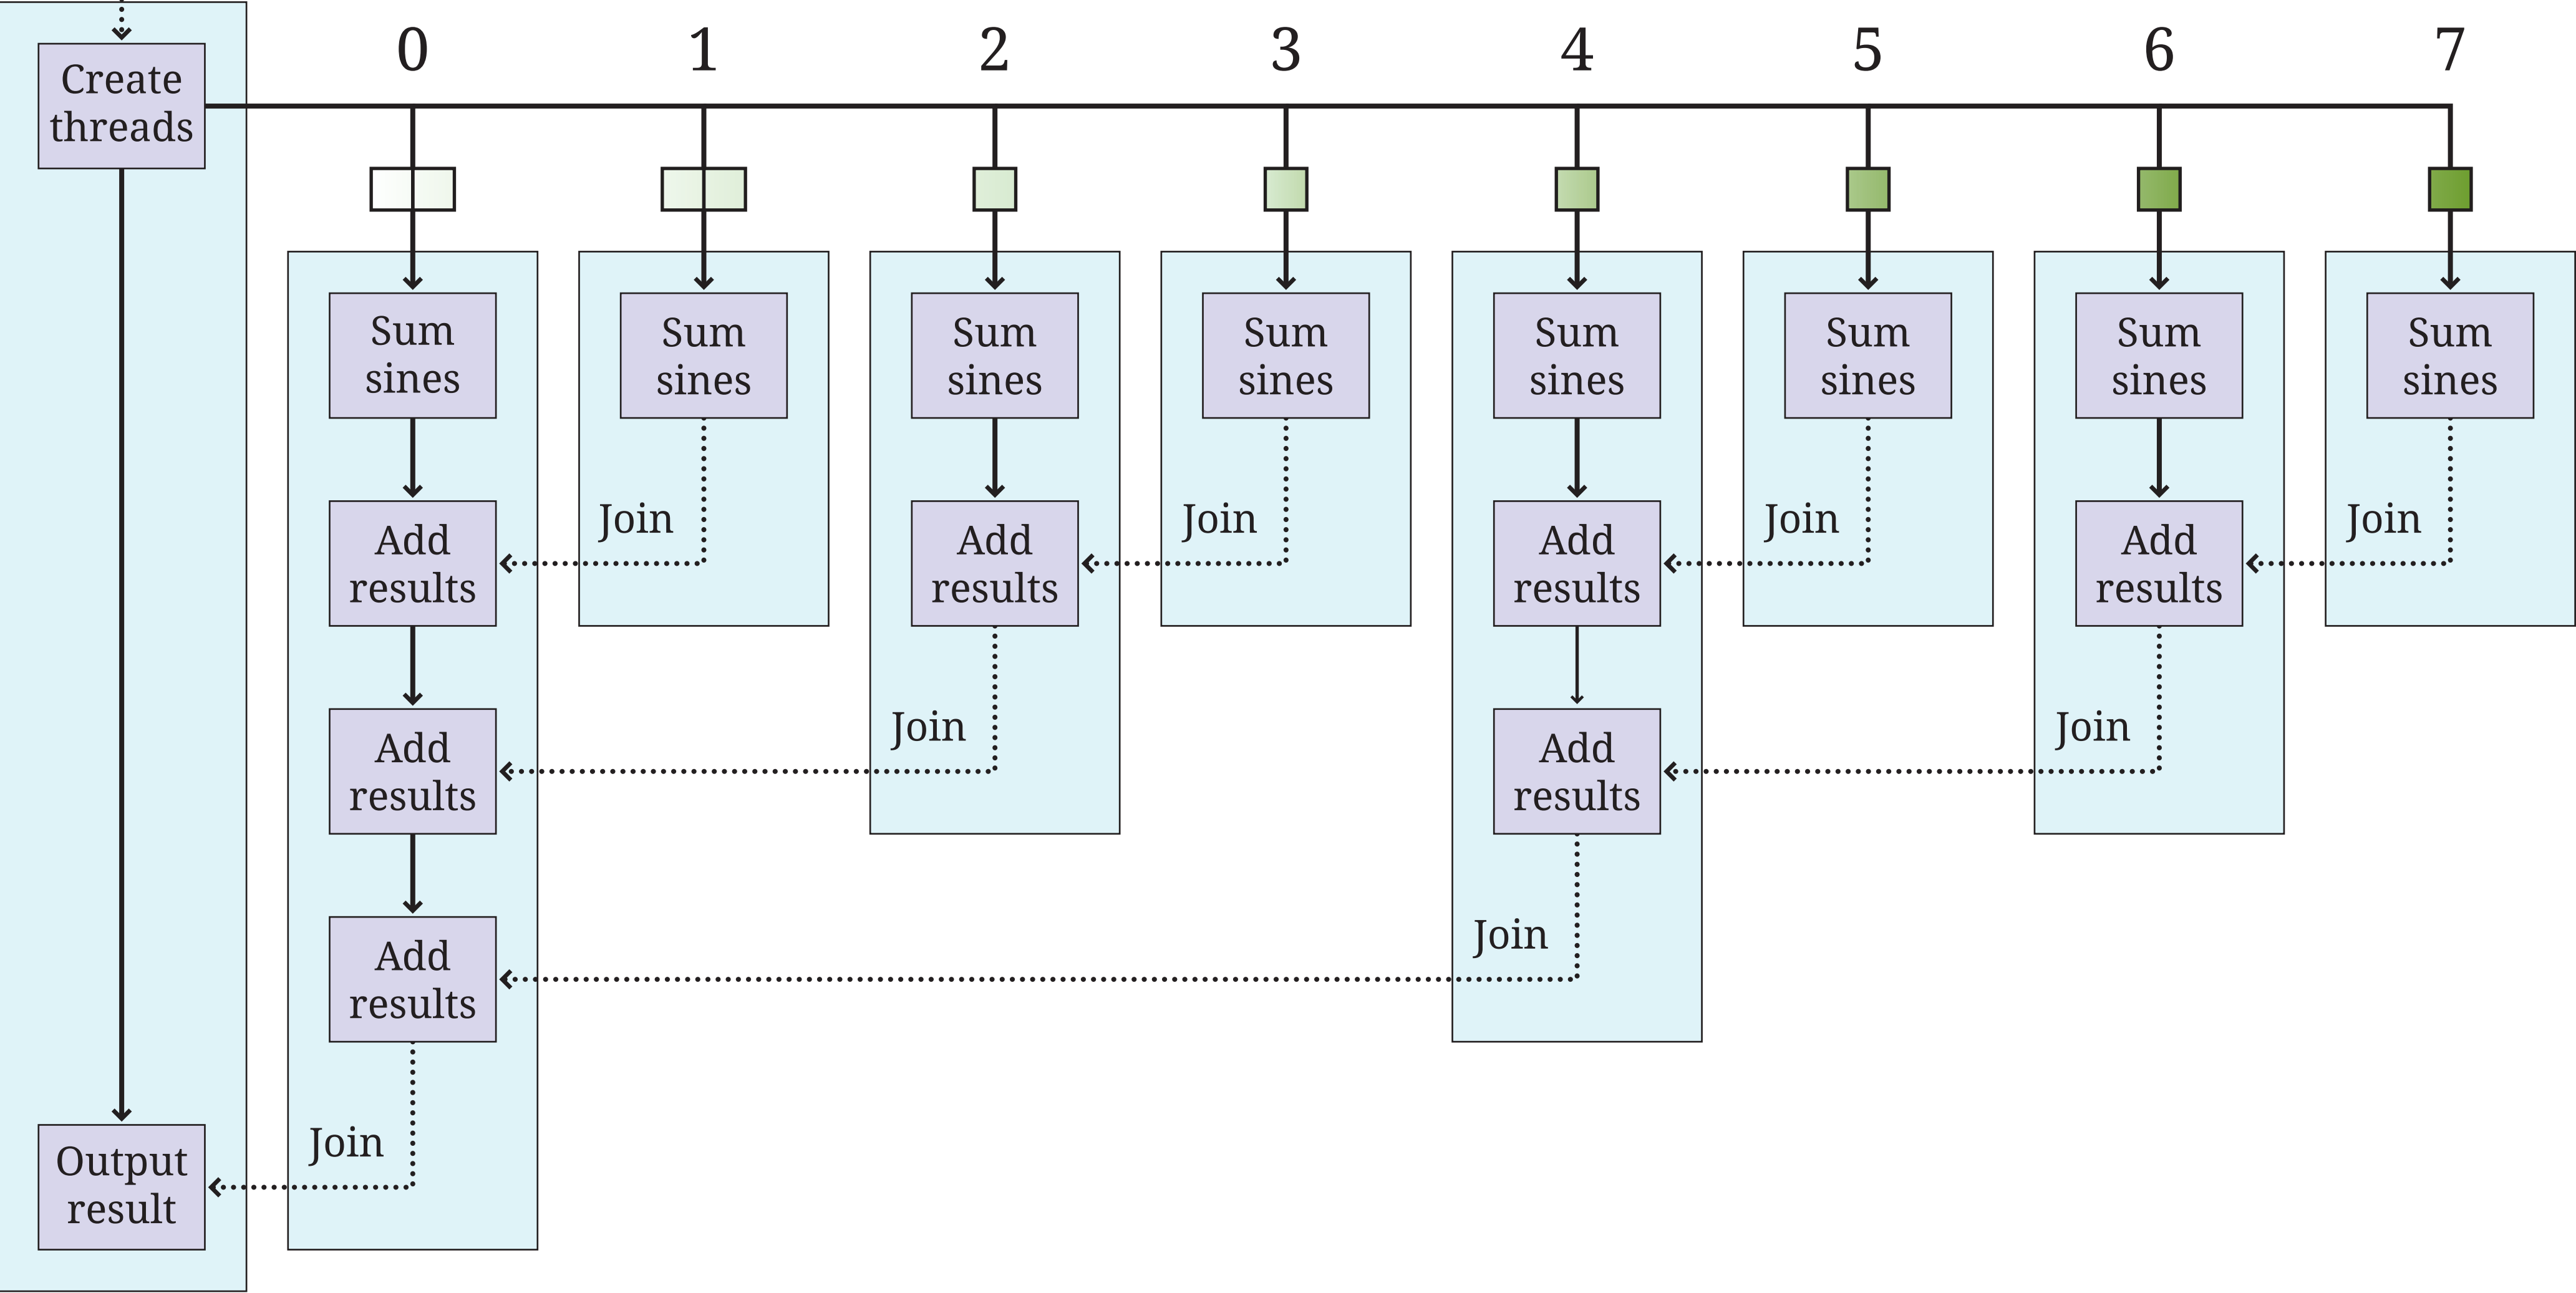 Create
threads
0 1 2 3 4 5 6 7
Sum
sines
Sum
sines
Sum
sines
Sum
sines
Sum
sines
Sum
sines
Sum
sines
Sum
sines
Add
results
Join
Add
results
Join
Add
results
Join
Add
results
Join
Add
results
Join
Add
results
Join
Add
results
Join
Output
result
Join